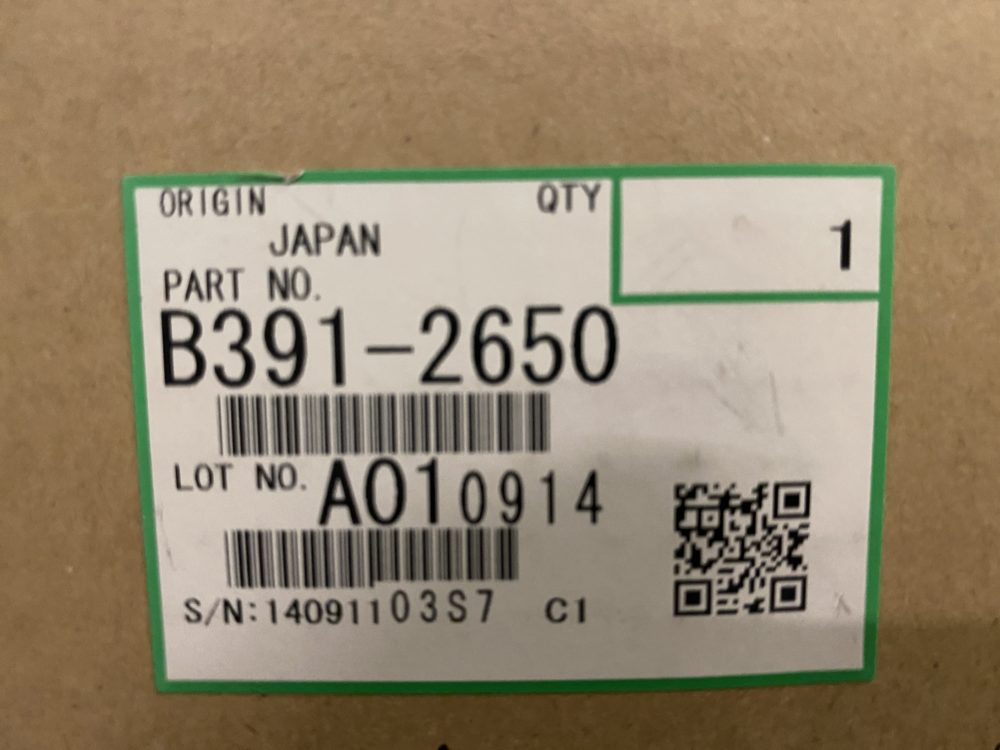 ORIGIN
JAPAN
QTY
1
PART NO.
B391-2650
LOT NO. A010914
S/N:14091103S7 C1